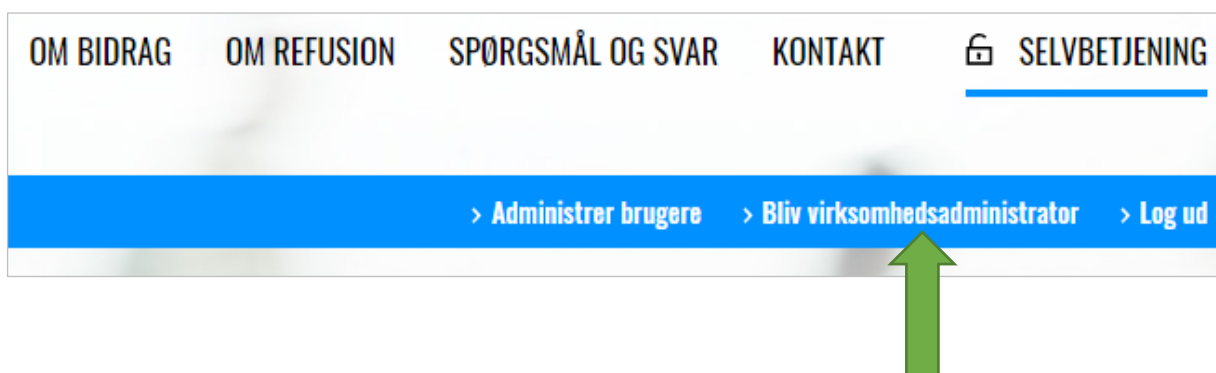 OM BIDRAG OM REFUSION SPØRGSMÅL OG SVAR KONTAKT SELVBETJENING
> Administrer brugere > Bliv virksomhedsadministrator > Log ud